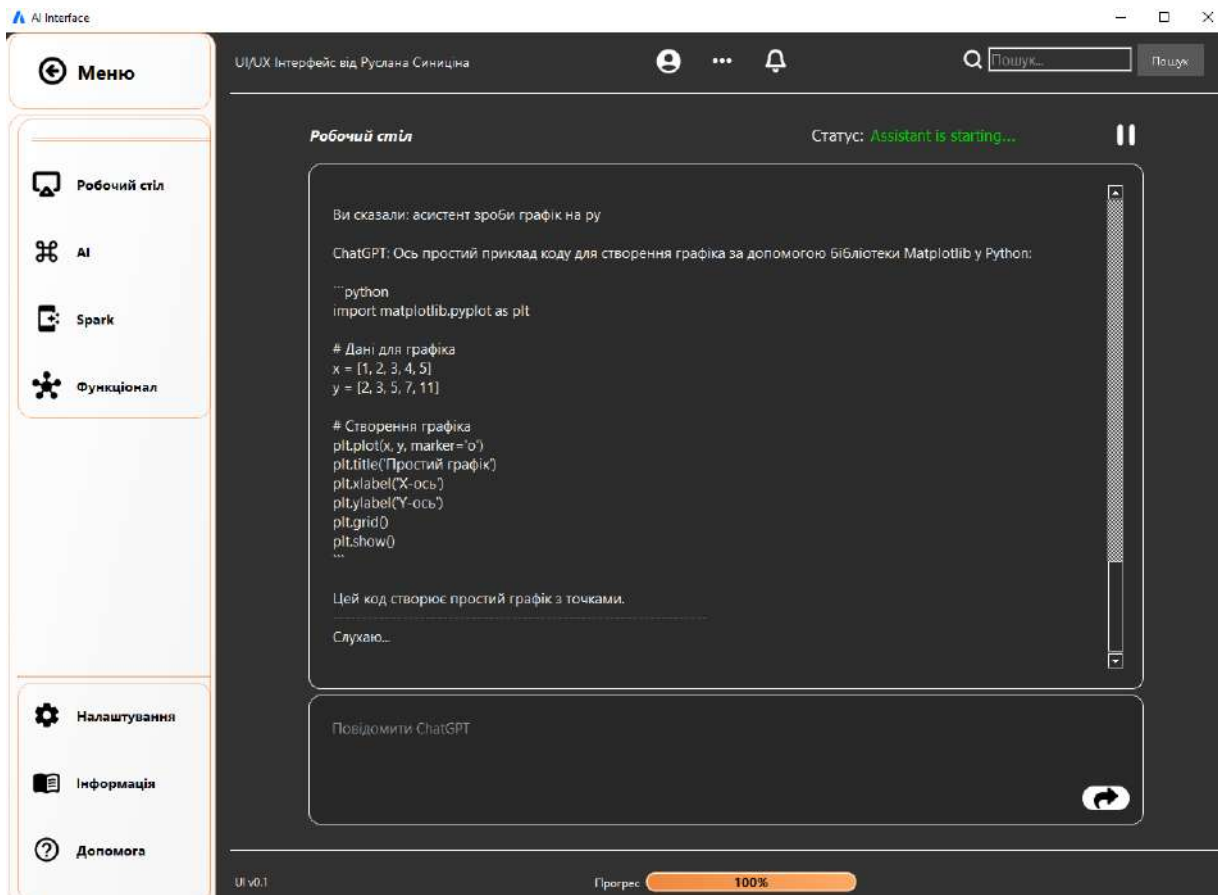 AI Interface
Меню
UI/UX Інтерфейс від Руслана Синиціна
Пошук...
Пошук
Робочий стіл
AI
Spark
Функціонал
Налаштування
Інформація
Допомога
Робочий стіл
Статус: Assistant is starting...
Ви сказали: асистент зроби графік на py
ChatGPT: Ось простий приклад коду для створення графіка за допомогою бібліотеки Matplotlib у Python:
```python
import matplotlib.pyplot as plt
# Дані для графіка
x = [1, 2, 3, 4, 5]
y = [2, 3, 5, 7, 11]
# Створення графіка
plt.plot(x, y, marker='o')
plt.title('Простий графік')
plt.xlabel('X-ось')
plt.ylabel('Y-ось')
plt.grid()
plt.show()
```
Цей код створює простий графік з точками.
Слухаю...
Повідомити ChatGPT
UI v0.1
Прогрес 100%